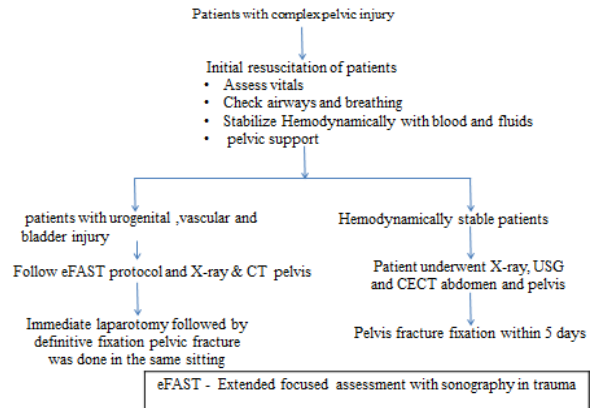 Patients with complex pelvic injury
Initial resuscitation of patients
• Assess vitals
• Check airways and breathing
• Stabilize Hemodynamically with blood and fluids
• pelvic support
patients with urogenital ,vascular and
bladder injury
Follow eFAST protocol and X-ray & CT pelvis
Immediate laparotomy followed by
definitive fixation pelvic fracture
was done in the same sitting
Hemodynamically stable patients
Patient underwent X-ray, USG
and CECT abdomen and pelvis
Pelvis fracture fixation within 5 days
eFAST - Extended focused assessment with sonography in trauma